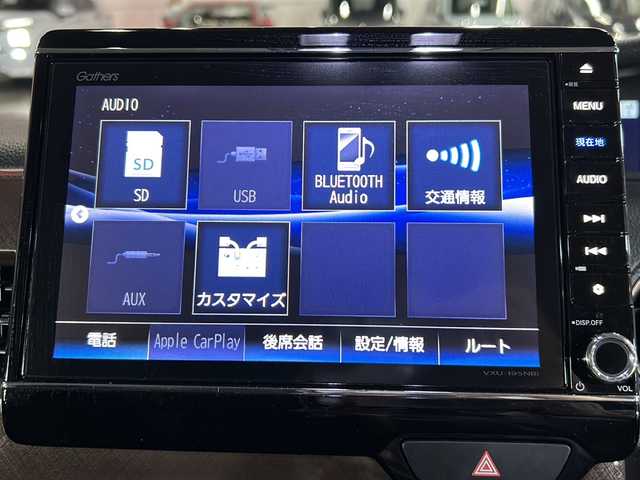 Gathers
AUDIO
SD
SD
USB
BLUETOOTH
Audio
交通情報
AUX
カスタマイズ
電話
Apple CarPlay
後席会話
設定/情報
ルート
MENU
現在地
AUDIO
DISP.OFF
VOL